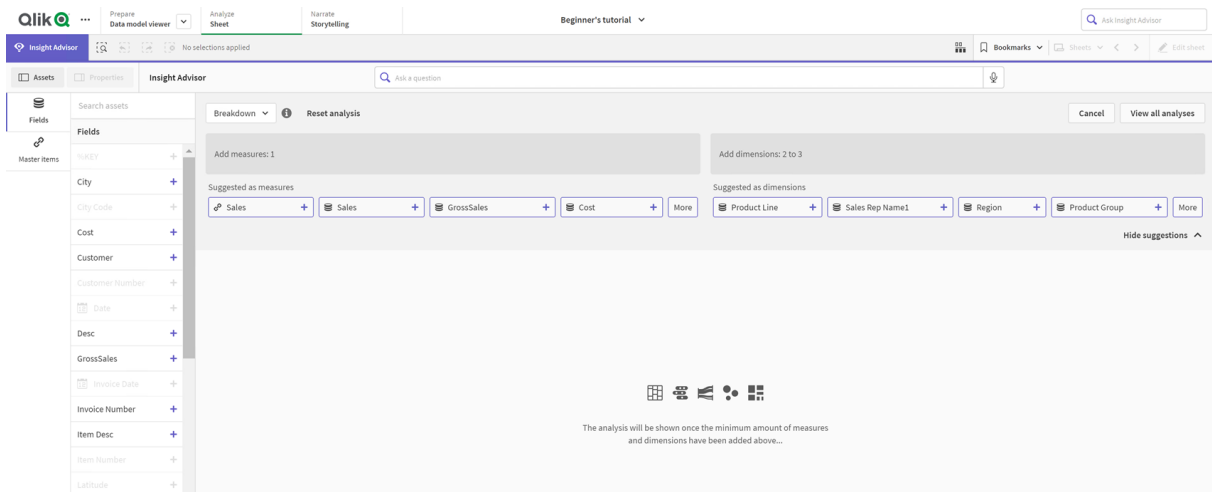 Qlik
Prepare
Data model viewer
Analyze
Sheet
Narrate
Storytelling
Beginner's tutorial
Ask Insight Advisor
Insight Advisor
No selections applied
Bookmarks
Sheets
Edit sheet
Assets
Properties
Insight Advisor
Ask a question
Fields
Master items
Search assets
Fields
%KEY
City
City Code
Cost
Customer
Customer Number
Date
Desc
GrossSales
Invoice Date
Invoice Number
Item Desc
Item Number
Latitude
Breakdown
Reset analysis
Cancel
View all analyses
Add measures: 1
Add dimensions: 2 to 3
Suggested as measures
Sales
Sales
GrossSales
Cost
More
Suggested as dimensions
Product Line
Sales Rep Name1
Region
Product Group
More
Hide suggestions
The analysis will be shown once the minimum amount of measures
and dimensions have been added above...